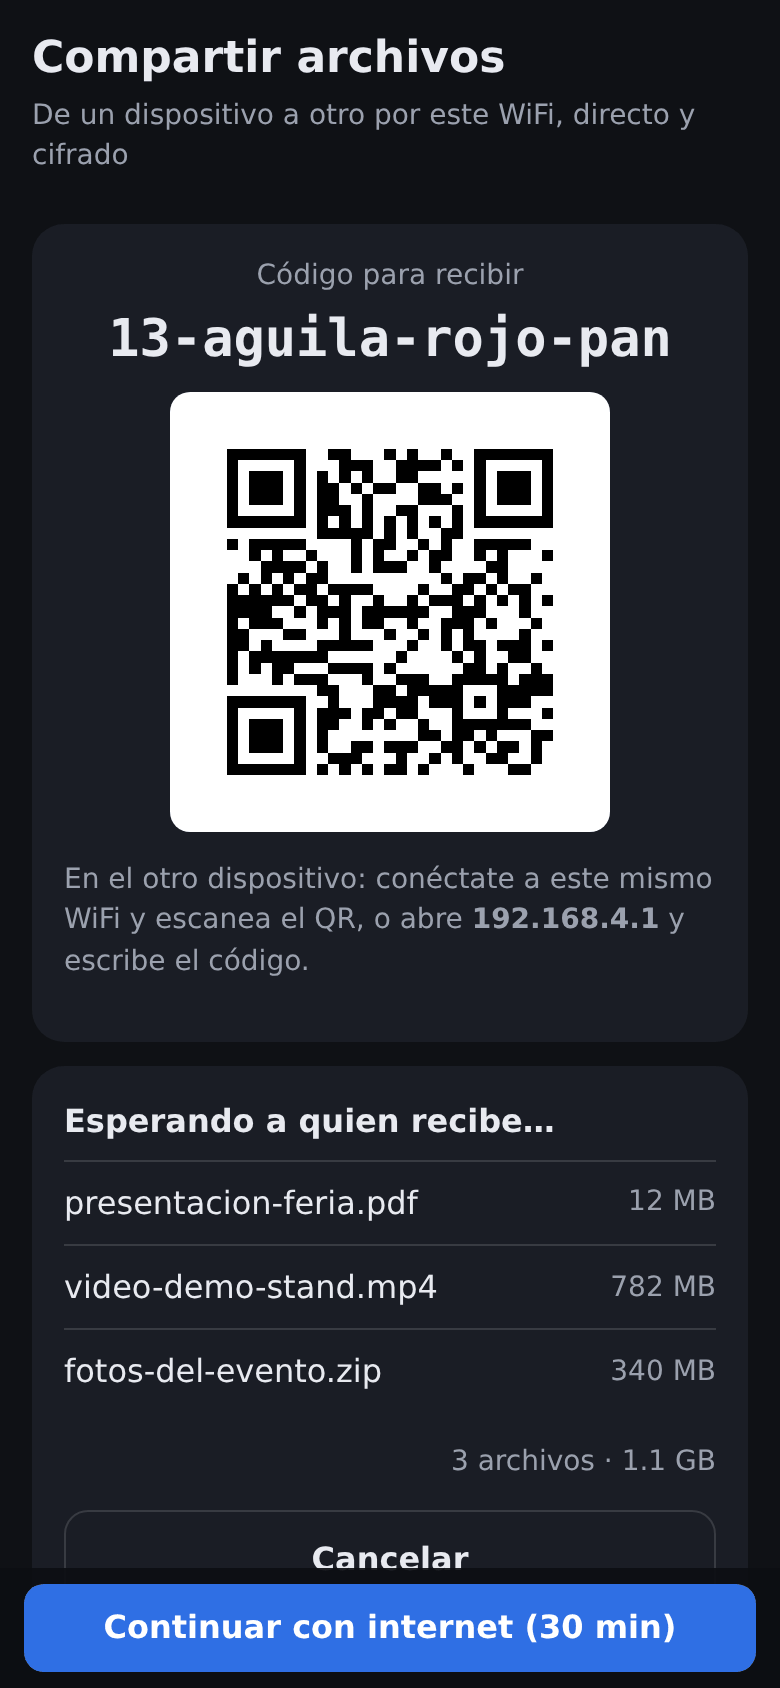 Compartir archivos
De un dispositivo a otro por este WiFi, directo y
cifrado
Código para recibir
13-aguila-rojo-pan
En el otro dispositivo: conéctate a este mismo
WiFi y escanea el QR, o abre 192.168.4.1 y
escribe el código.
Esperando a quien recibe…
presentacion-feria.pdf 12 MB
video-demo-stand.mp4 782 MB
fotos-del-evento.zip 340 MB
3 archivos · 1.1 GB
Cancelar
Continuar con internet (30 min)